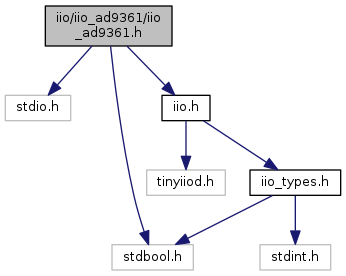 iio/iio_ad9361/iio
_ad9361.h
stdio.h
iio.h
tinyiiod.h
iio_types.h
stdbool.h
stdint.h